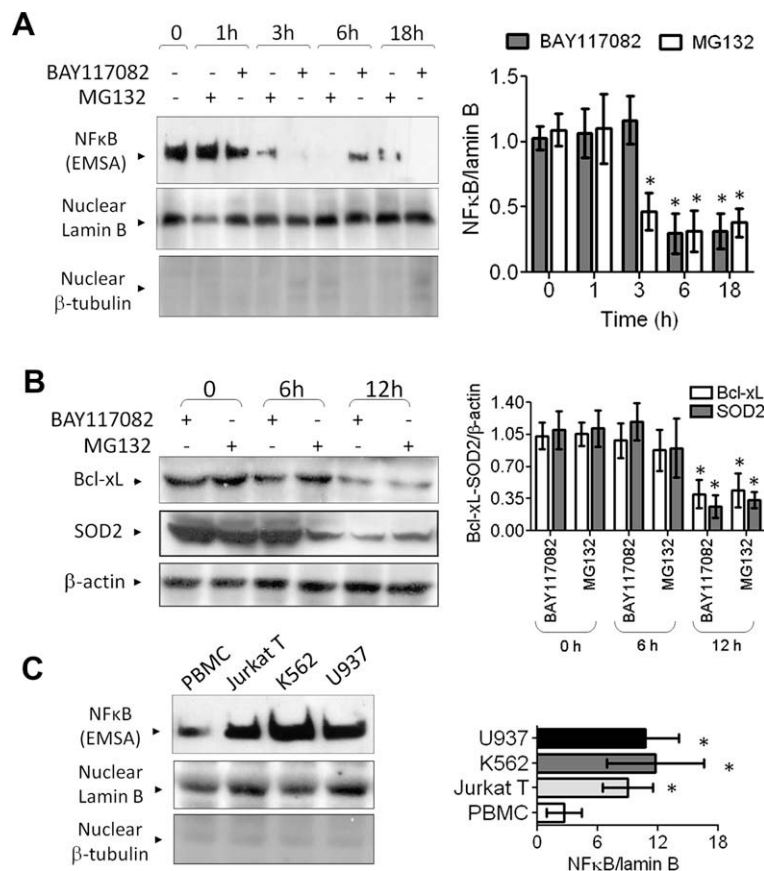 A
0 1h 3h 6h 18h
BAY117082 - - + - + - + - +
MG132 - + - + - + - + -
NFκB
(EMSA)
Nuclear
Lamin B
Nuclear
β-tubulin
BAY117082 MG132
NFκB/lamin B
1.5
1.0
0.5
0.0
* * * * *
0 1 3 6 18
Time (h)
B
0 6h 12h
BAY117082 + - + - + -
MG132 - + - + - +
Bcl-xL
SOD2
β-actin
Bcl-xL
SOD2
Bcl-xL-SOD2/β-actin
1.40
1.05
0.70
0.35
0.00
* * * *
BAY117082 MG132 BAY117082 MG132 BAY117082 MG132
0 h 6 h 12h
C
PBMC Jurkat T K562 U937
NFκB
(EMSA)
Nuclear
Lamin B
Nuclear
β-tubulin
U937 *
K562 *
Jurkat T *
PBMC
0 6 12 18
NFκB/lamin B